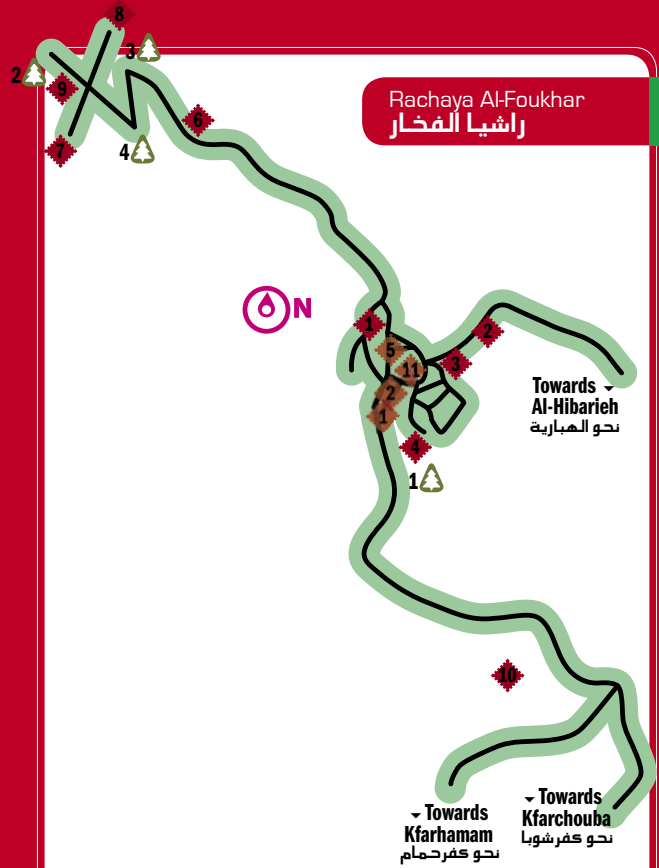 8
3
2
9
Rachaya Al-Foukhar
راشيا الفخار
6
7
4
N
1
2
5
3
11
Towards
Al-Hibarieh
نحو الهبارية
2
1
4
1
10
Towards
Kfarchouba
نحو كفرشوبا
Towards
Kfarhamam
نحو كفرحمام